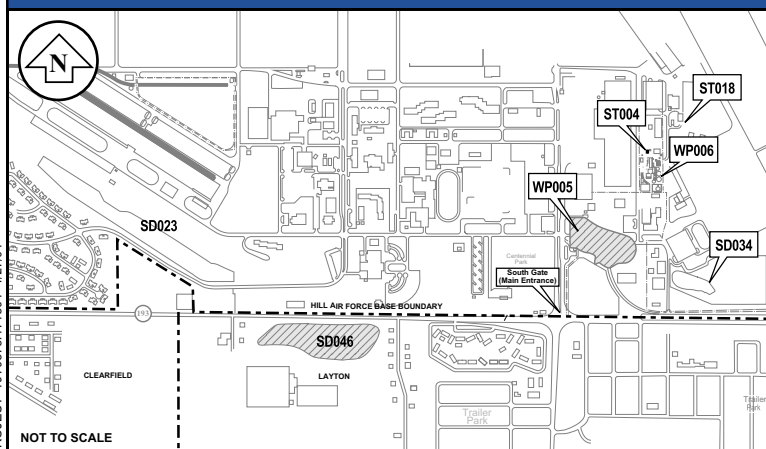 N
ST018
ST004
WP006
WP005
SD023
SD034
Centennial
Park
South Gate
(Main Entrance)
HILL AIR FORCE BASE BOUNDARY
193
SD046
CLEARFIELD
LAYTON
Trailer
Park
Trailer
Park
NOT TO SCALE